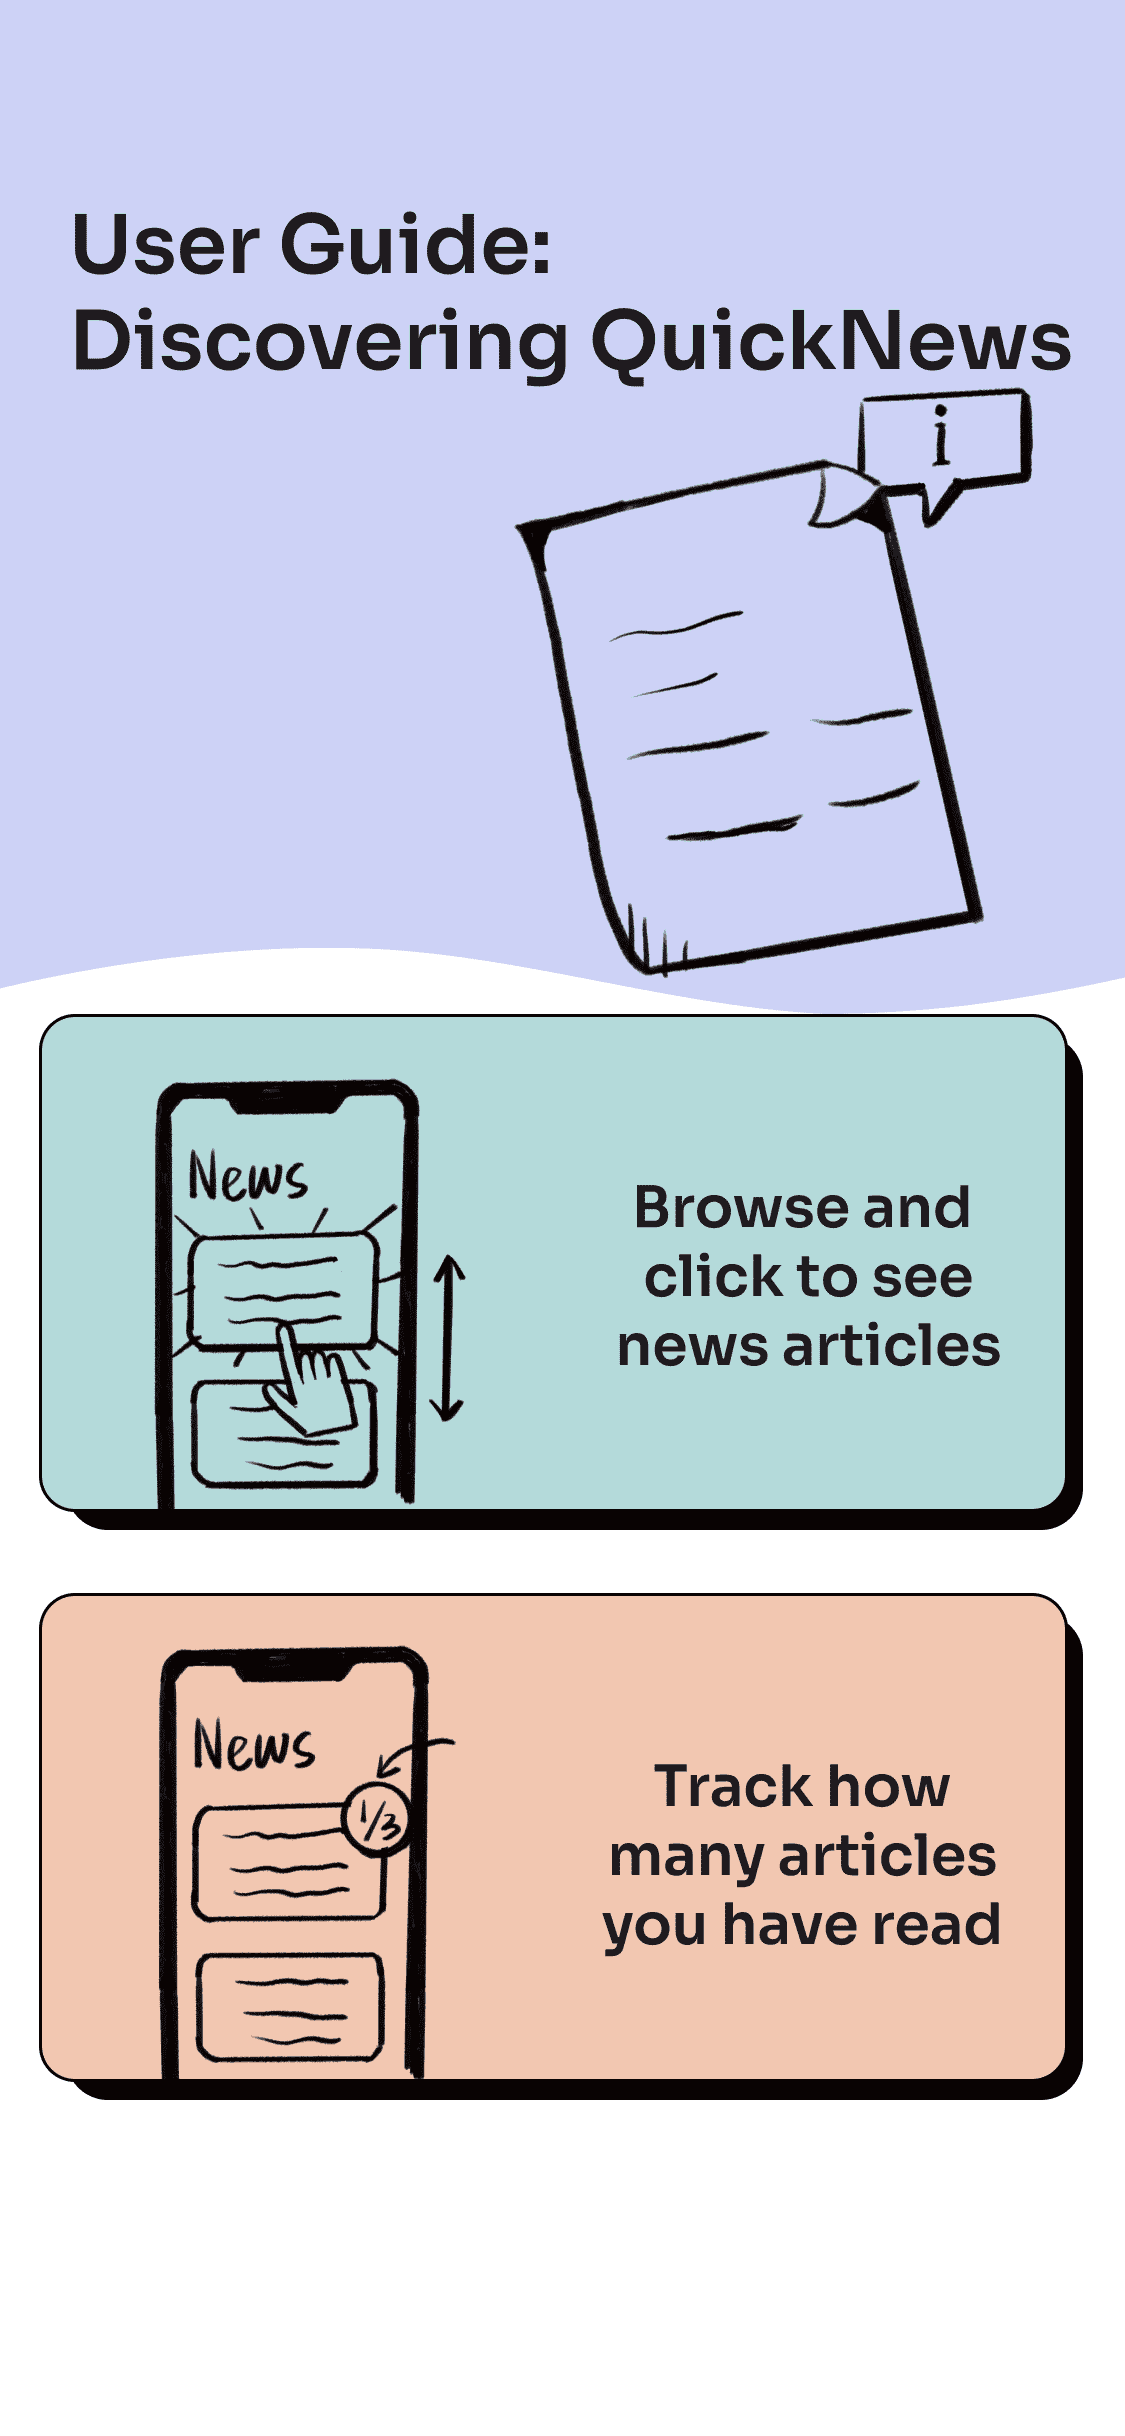 User Guide:
Discovering QuickNews
i
News
Browse and
click to see
news articles
News
1/3
Track how
many articles
you have read